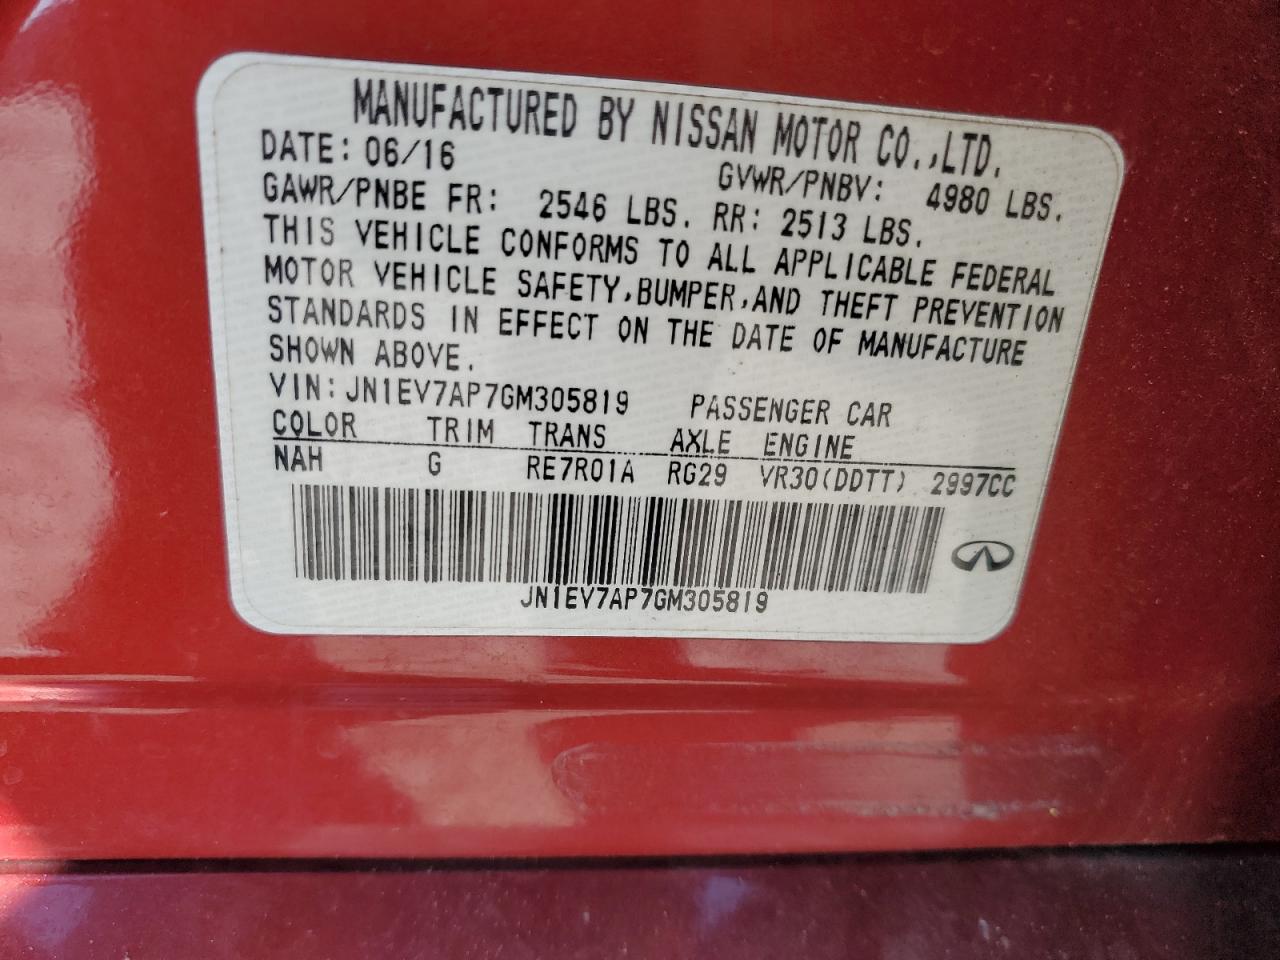 MANUFACTURED BY NISSAN MOTOR CO.,LTD.
DATE: 06/16 GVWR/PNBV: 4980 LBS.
GAWR/PNBE FR: 2546 LBS. RR: 2513 LBS.
THIS VEHICLE CONFORMS TO ALL APPLICABLE FEDERAL
MOTOR VEHICLE SAFETY,BUMPER,AND THEFT PREVENTION
STANDARDS IN EFFECT ON THE DATE OF MANUFACTURE
SHOWN ABOVE.
VIN: JN1EV7AP7GM305819 PASSENGER CAR
COLOR TRIM TRANS AXLE ENGINE
NAH G RE7R01A RG29 VR30(DDTT) 2997CC
JN1EV7AP7GM305819